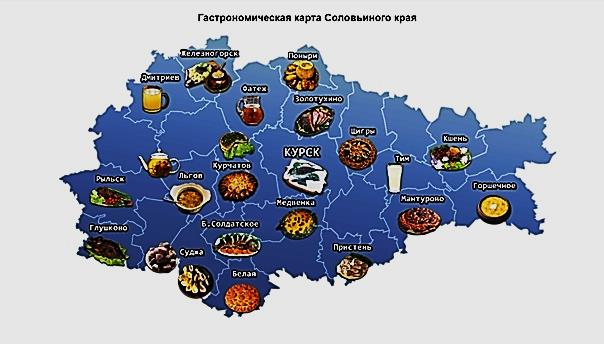 Гастрономическая карта Соловьиного края
Железногорск
Поныри
Дмитриев
Фатеж
Золотухино
Щигры
Кшень
КУРСК
Тим
Курчатов
Льгов
Рыльск
Горшечное
Мантурово
Медвенка
Глушково
Б.Солдатское
Пристень
Суджа
Белая